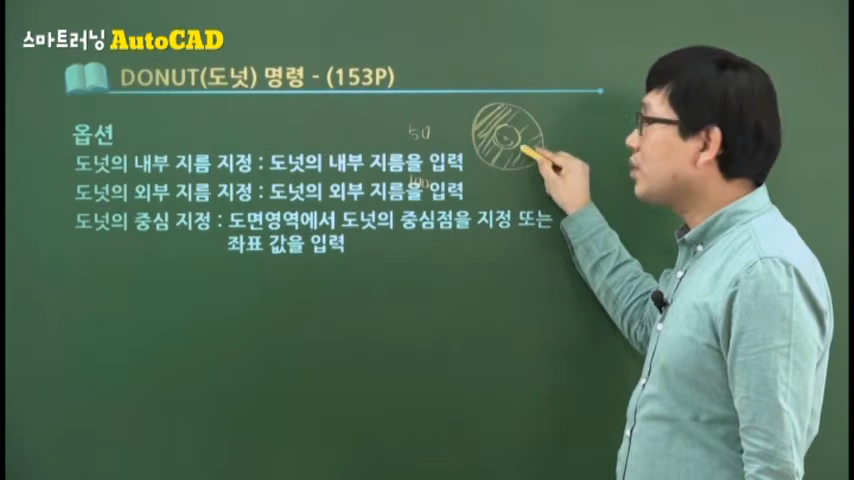 스마트러닝 AutoCAD
DONUT(도넛) 명령 - (153P)
옵션
50
도넛의 내부 지름 지정 : 도넛의 내부 지름을 입력
100
도넛의 외부 지름 지정 : 도넛의 외부 지름을 입력
도넛의 중심 지정 : 도면영역에서 도넛의 중심점을 지정 또는
좌표 값을 입력